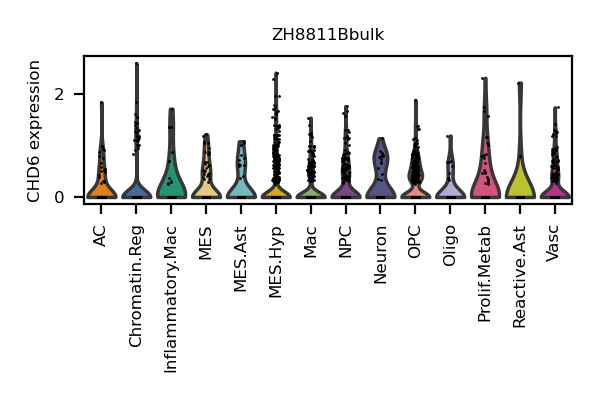 ZH8811Bbulk
CHD6 expression
2
0
AC
Chromatin.Reg
Inflammatory.Mac
MES
MES.Ast
MES.Hyp
Mac
NPC
Neuron
OPC
Oligo
Prolif.Metab
Reactive.Ast
Vasc